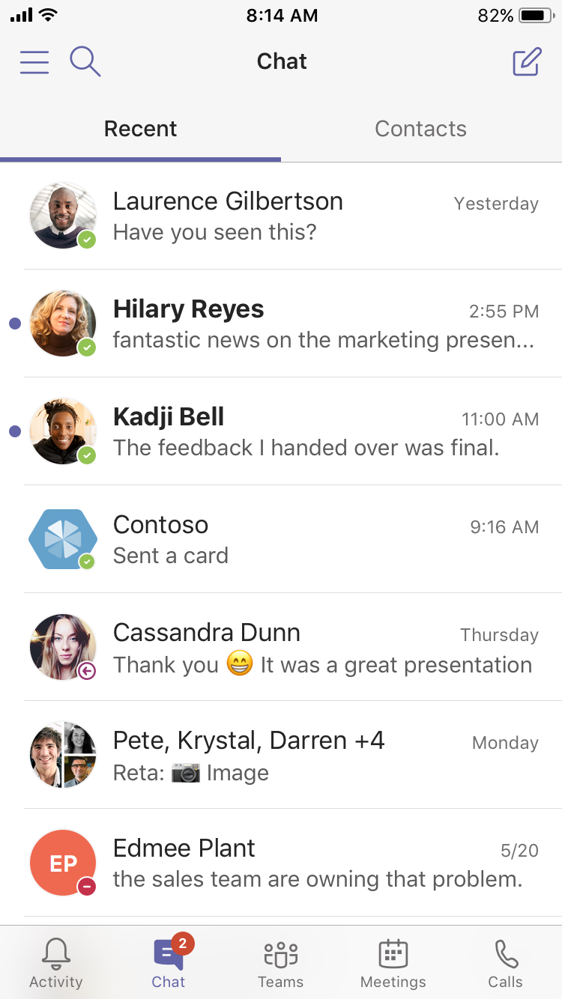 8:14 AM 82%
Chat
Recent Contacts
Laurence Gilbertson Yesterday
Have you seen this?
Hilary Reyes 2:55 PM
fantastic news on the marketing presen...
Kadji Bell 11:00 AM
The feedback I handed over was final.
Contoso 9:16 AM
Sent a card
Cassandra Dunn Thursday
Thank you 😁 It was a great presentation
Pete, Krystal, Darren +4 Monday
Reta: 📷 Image
EP Edmee Plant 5/20
the sales team are owning that problem.
2
Activity Chat Teams Meetings Calls